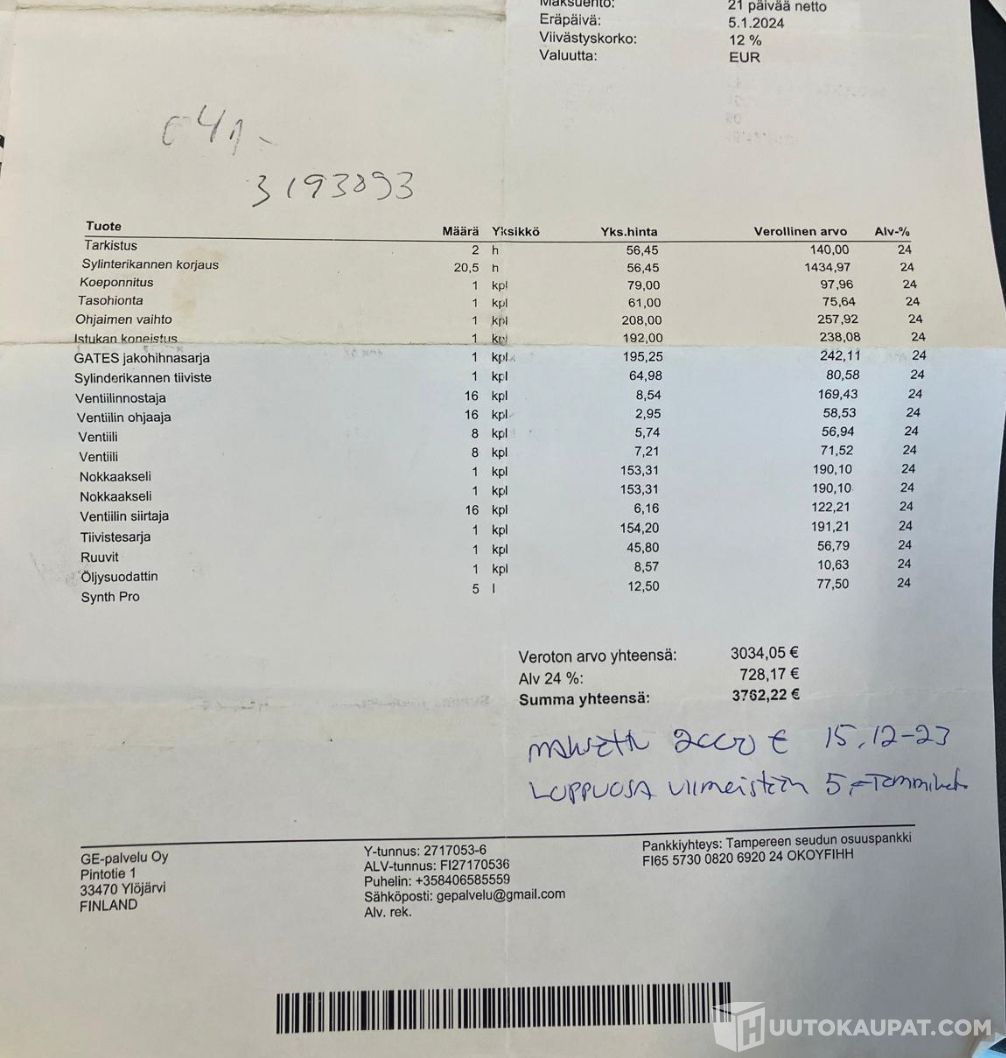 Maksuehto: 21 päivää netto
Eräpäivä: 5.1.2024
Viivästyskorko: 12 %
Valuutta: EUR
041-
3193893
Tuote Määrä Yksikkö Yks.hinta Verollinen arvo Alv-%
Tarkistus 2 h 56,45 140,00 24
Sylinterikannen korjaus 20,5 h 56,45 1434,97 24
Koeponnitus 1 kpl 79,00 97,96 24
Tasohionta 1 kpl 61,00 75,64 24
Ohjaimen vaihto 1 kpl 208,00 257,92 24
Istukan koneistus 1 kpl 192,00 238,08 24
GATES jakohihnasarja 1 kpl 195,25 242,11 24
Sylinderikannen tiiviste 1 kpl 64,98 80,58 24
Ventiilinnostaja 16 kpl 8,54 169,43 24
Ventiilin ohjaaja 16 kpl 2,95 58,53 24
Ventiili 8 kpl 5,74 56,94 24
Ventiili 8 kpl 7,21 71,52 24
Nokkaakseli 1 kpl 153,31 190,10 24
Nokkaakseli 1 kpl 153,31 190,10 24
Ventiilin siirtaja 16 kpl 6,16 122,21 24
Tiivistesarja 1 kpl 154,20 191,21 24
Ruuvit 1 kpl 45,80 56,79 24
Öljysuodattin 1 kpl 8,57 10,63 24
Synth Pro 5 l 12,50 77,50 24
Veroton arvo yhteensä: 3034,05 €
Alv 24 %: 728,17 €
Summa yhteensä: 3762,22 €
maksettu 2000 € 15.12-23
LOPPUOSA viimeistään 5.
GE-palvelu Oy
Pintotie 1
33470 Ylöjärvi
FINLAND
Y-tunnus: 2717053-6
ALV-tunnus: FI27170536
Puhelin: +358406585559
Sähköposti: gepalvelu@gmail.com
Alv. rek.
Pankkiyhteys: Tampereen seudun osuuspankki
FI65 5730 0820 6920 24 OKOYFIHH
HUUTOKAUPAT.COM